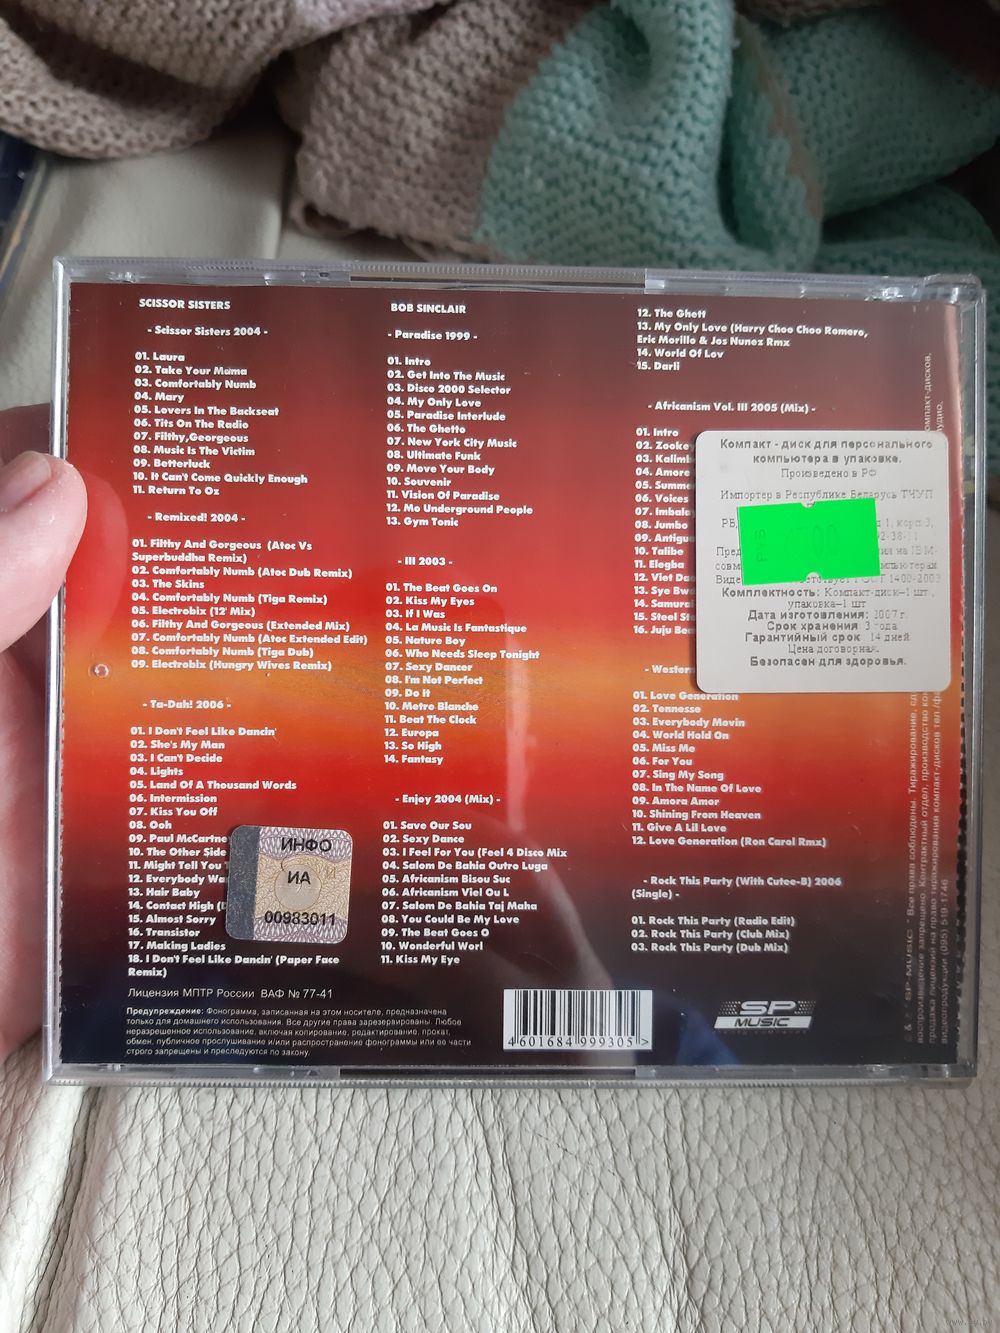 SCISSOR SISTERS
- Scissor Sisters 2004 -
01. Laura
02. Take Your Mama
03. Comfortably Numb
04. Mary
05. Lovers In The Backseat
06. Tits On The Radio
07. Filthy,Georgeous
08. Music Is The Victim
09. Betterluck
10. It Can't Come Quickly Enough
11. Return To Oz
- Remixed! 2004 -
01. Filthy And Gorgeous (Atoc Vs
Superbuddha Remix)
02. Comfortably Numb (Atoc Dub Remix)
03. The Skins
04. Comfortably Numb (Tiga Remix)
05. Electrobix (12' Mix)
06. Filthy And Gorgeous (Extended Mix)
07. Comfortably Numb (Atoc Extended Edit)
08. Comfortably Numb (Tiga Dub)
09. Electrobix (Hungry Wives Remix)
- Ta-Dah! 2006 -
01. I Don't Feel Like Dancin'
02. She's My Man
03. I Can't Decide
04. Lights
05. Land Of A Thousand Words
06. Intermission
07. Kiss You Off
08. Ooh
09. Paul McCartne
10. The Other Side
11. Might Tell You
12. Everybody Wa
13. Hair Baby
14. Contact High (D
15. Almost Sorry
16. Transistor
17. Making Ladies
18. I Don't Feel Like Dancin' (Paper Face
Remix)
ИНФО
ИА
00983011
Лицензия МПТР России ВАФ № 77-41
Предупреждение: Фонограмма, записанная на этом носителе, предназначена
только для домашнего использования. Все другие права зарезервированы. Любое
неразрешенное использование, включая копирование, редактирование, прокат,
обмен, публичное прослушивание и/или распространение фонограммы или ее части
строго запрещены и преследуются по закону.
BOB SINCLAIR
- Paradise 1999 -
01. Intro
02. Get Into The Music
03. Disco 2000 Selector
04. My Only Love
05. Paradise Interlude
06. The Ghetto
07. New York City Music
08. Ultimate Funk
09. Move Your Body
10. Souvenir
11. Vision Of Paradise
12. Mo Underground People
13. Gym Tonic
- III 2003 -
01. The Beat Goes On
02. Kiss My Eyes
03. If I Was
04. La Music Is Fantastique
05. Nature Boy
06. Who Needs Sleep Tonight
07. Sexy Dancer
08. I'm Not Perfect
09. Do It
10. Metro Blanche
11. Beat The Clock
12. Europa
13. So High
14. Fantasy
- Enjoy 2004 (Mix) -
01. Save Our Sou
02. Sexy Dance
03. I Feel For You (Feel 4 Disco Mix
04. Salom De Bahia Outro Luga
05. Africanism Bisou Suc
06. Africanism Viel Ou L
07. Salom De Bahia Taj Maha
08. You Could Be My Love
09. The Beat Goes O
10. Wonderful Worl
11. Kiss My Eye
4 601684 999305 >
12. The Ghett
13. My Only Love (Harry Choo Choo Romero,
Eric Morillo & Jos Nunez Rmx
14. World Of Lov
15. Darli
- Africanism Vol. III 2005 (Mix) -
01. Intro
02. Zookey
03. Kalimb
04. Amore
05. Summe
06. Voices
07. Imbala
08. Jumbo
09. Antigua
10. Talibe
11. Elegba
12. Viet Da
13. Sye Bw
14. Samura
15. Steel St
16. Juju Bea
- Western
01. Love Generation
02. Tennesse
03. Everybody Movin
04. World Hold On
05. Miss Me
06. For You
07. Sing My Song
08. In The Name Of Love
09. Amora Amor
10. Shining From Heaven
11. Give A Lil Love
12. Love Generation (Ron Carol Rmx)
- Rock This Party (With Cutee-B) 2006
(Single) -
01. Rock This Party (Radio Edit)
02. Rock This Party (Club Mix)
03. Rock This Party (Dub Mix)
SP
MUSIC
Компакт - диск для персонального
компьютера в упаковке.
Произведено в РФ
Импортер в Республике Беларусь ТЧУП
Комплектность: Компакт-диск-1 шт.,
упаковка-1 шт
Дата изготовления: 2007 г.
Срок хранения 3 года
Гарантийный срок 14 дней
Цена договорная.
Безопасен для здоровья.